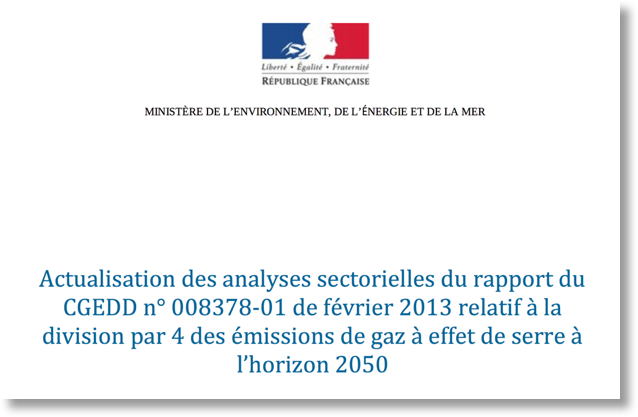 Liberté • Égalité • Fraternité
RÉPUBLIQUE FRANÇAISE
MINISTÈRE DE L’ENVIRONNEMENT, DE L’ÉNERGIE ET DE LA MER
Actualisation des analyses sectorielles du rapport du
CGEDD n° 008378-01 de février 2013 relatif à la
division par 4 des émissions de gaz à effet de serre à
l’horizon 2050